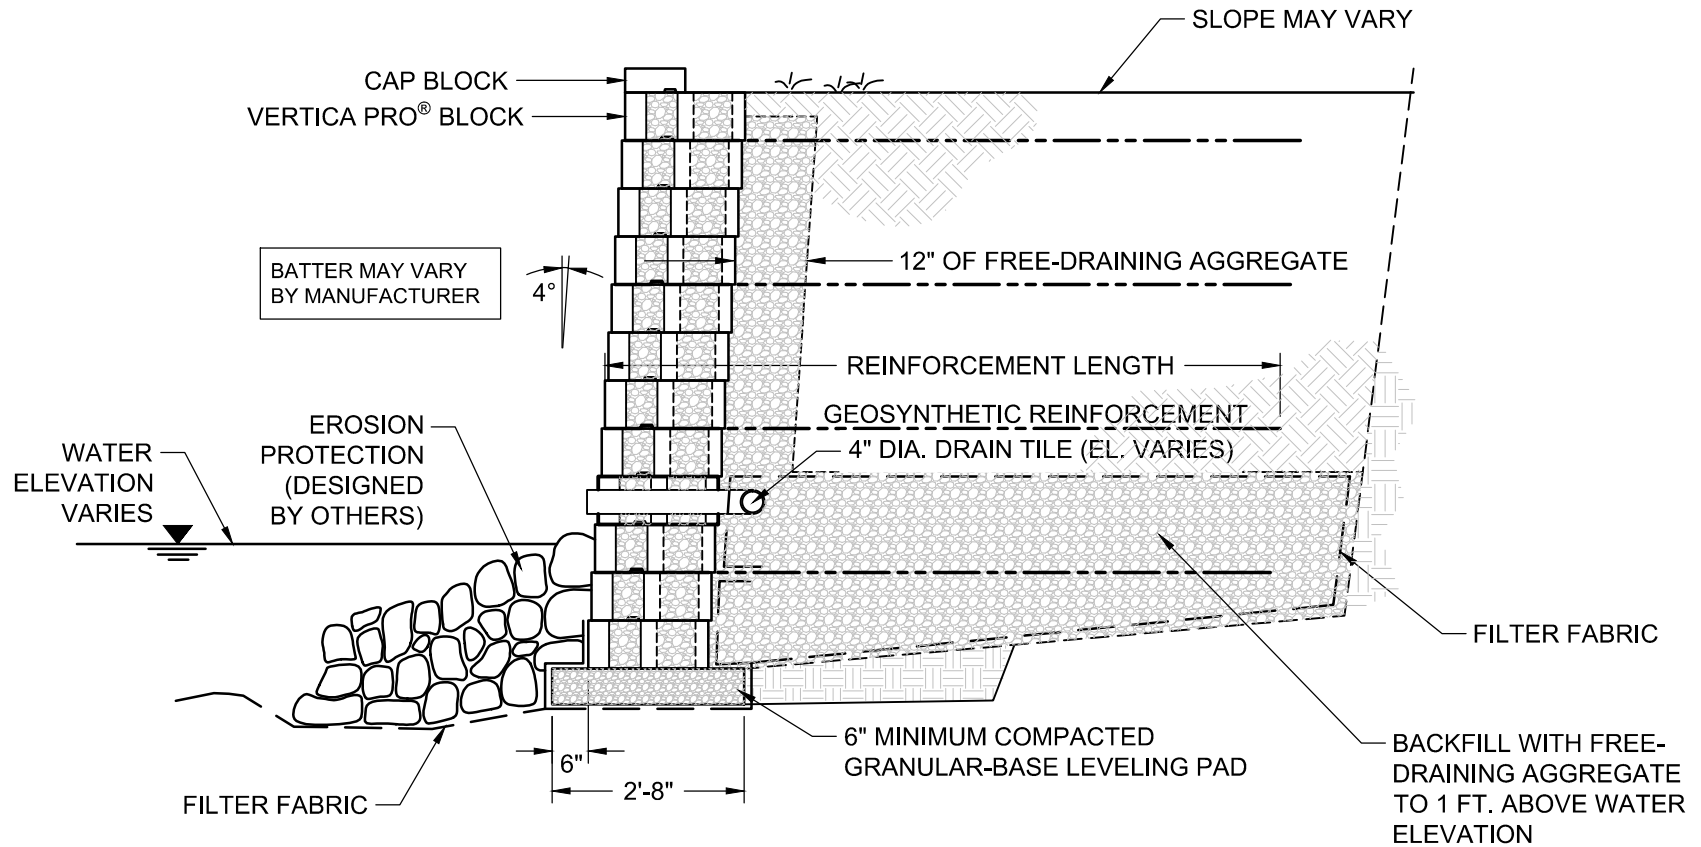 SLOPE MAY VARY
CAP BLOCK
VERTICA PRO® BLOCK
BATTER MAY VARY
BY MANUFACTURER
4°
12" OF FREE-DRAINING AGGREGATE
REINFORCEMENT LENGTH
GEOSYNTHETIC REINFORCEMENT
4" DIA. DRAIN TILE (EL. VARIES)
EROSION
PROTECTION
(DESIGNED
BY OTHERS)
WATER
ELEVATION
VARIES
FILTER FABRIC
6" MINIMUM COMPACTED
GRANULAR-BASE LEVELING PAD
BACKFILL WITH FREE-
DRAINING AGGREGATE
TO 1 FT. ABOVE WATER
ELEVATION
6"
2'-8"
FILTER FABRIC